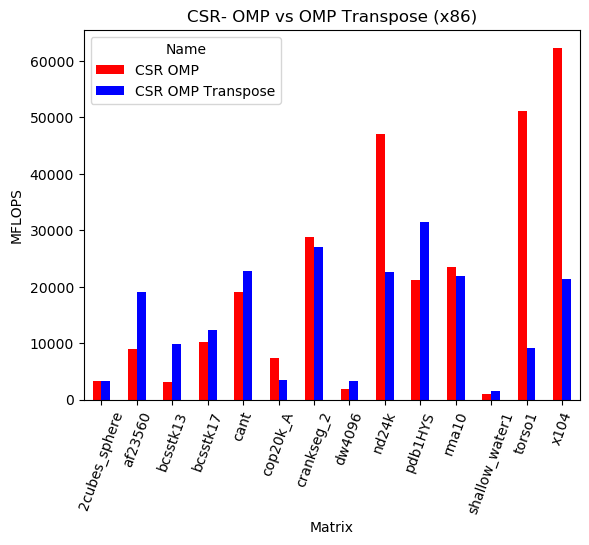 CSR- OMP vs OMP Transpose (x86)
Name
CSR OMP
CSR OMP Transpose
MFLOPS
60000
50000
40000
30000
20000
10000
0
2cubes_sphere
af23560
bcsstk13
bcsstk17
cant
cop20k_A
crankseg_2
dw4096
nd24k
pdb1HYS
rma10
shallow_water1
torso1
x104
Matrix